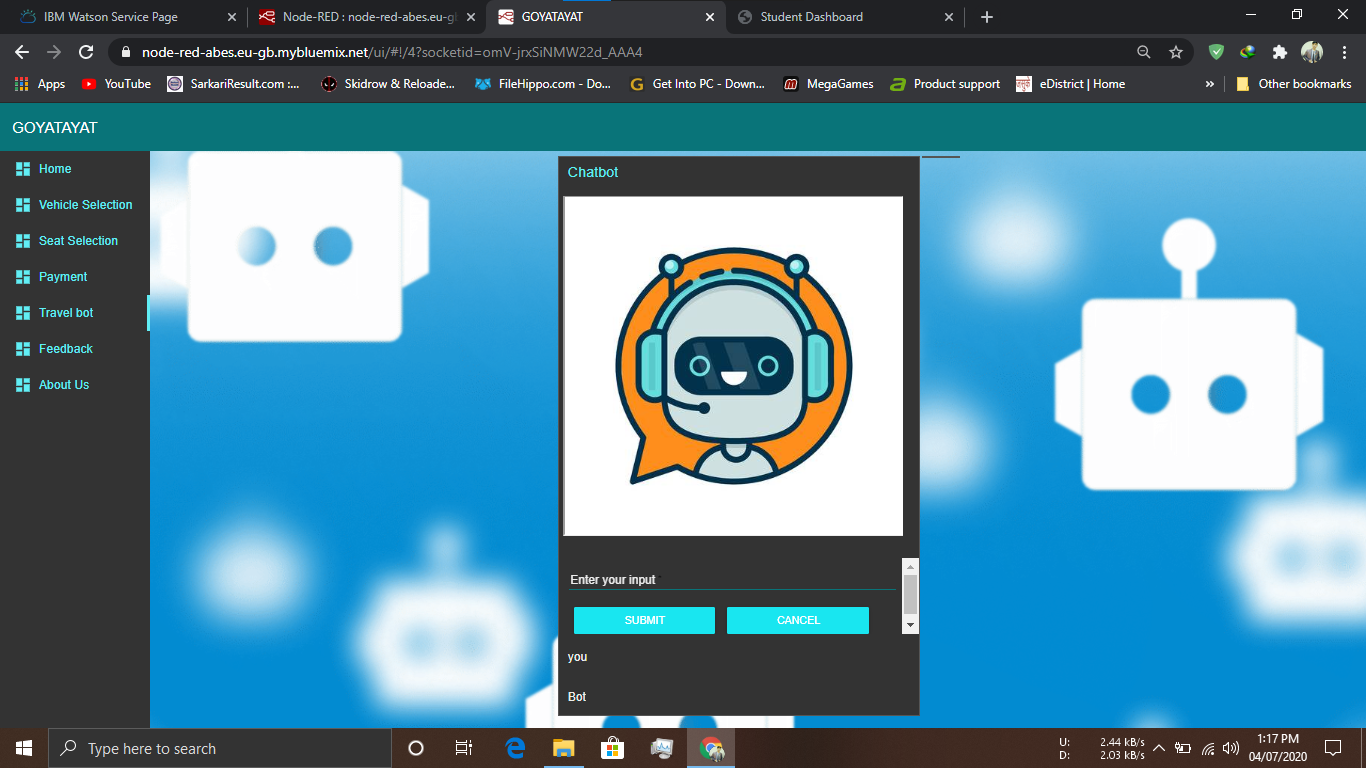 IBM Watson Service Page
Node-RED : node-red-abes.eu-gb
GOYATAYAT
Student Dashboard
node-red-abes.eu-gb.mybluemix.net/ui/#!/4?socketid=omV-jrxSiNMW22d_AAA4
Apps
YouTube
SarkariResult.com :...
Skidrow & Reloade...
FileHippo.com - Do...
Get Into PC - Down...
MegaGames
Product support
eDistrict | Home
»
Other bookmarks
GOYATAYAT
Home
Vehicle Selection
Seat Selection
Payment
Travel bot
Feedback
About Us
Chatbot
Enter your input
SUBMIT
CANCEL
you
Bot
Type here to search
U: 2.44 kB/s
D: 2.03 kB/s
1:17 PM
04/07/2020